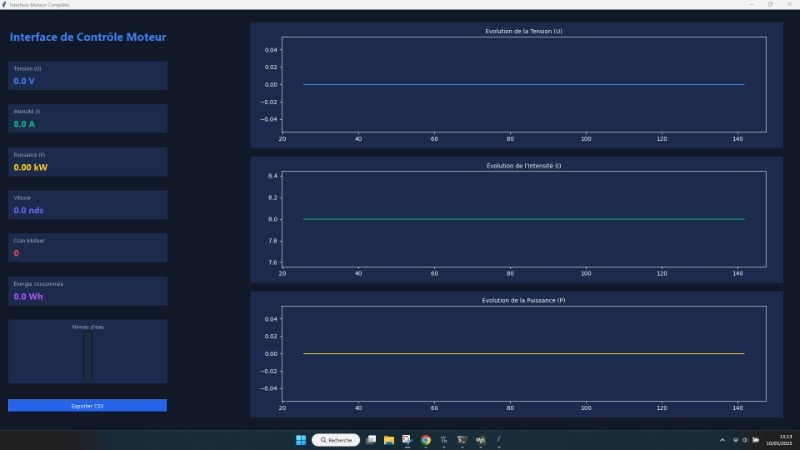 Interface Moteur Complète
Interface de Contrôle Moteur
Tension (U)
0.0 V
Intensité (I)
8.0 A
Puissance (P)
0.00 kW
Vitesse
0.0 nds
Cran Moteur
0
Énergie consommée
0.0 Wh
Niveau d'eau
Exporter CSV
Évolution de la Tension (U)
0.04
0.02
0.00
−0.02
−0.04
20 40 60 80 100 120 140
Évolution de l'Intensité (I)
8.4
8.2
8.0
7.8
7.6
20 40 60 80 100 120 140
Évolution de la Puissance (P)
0.04
0.02
0.00
−0.02
−0.04
20 40 60 80 100 120 140
Recherche
15:15
10/05/2025